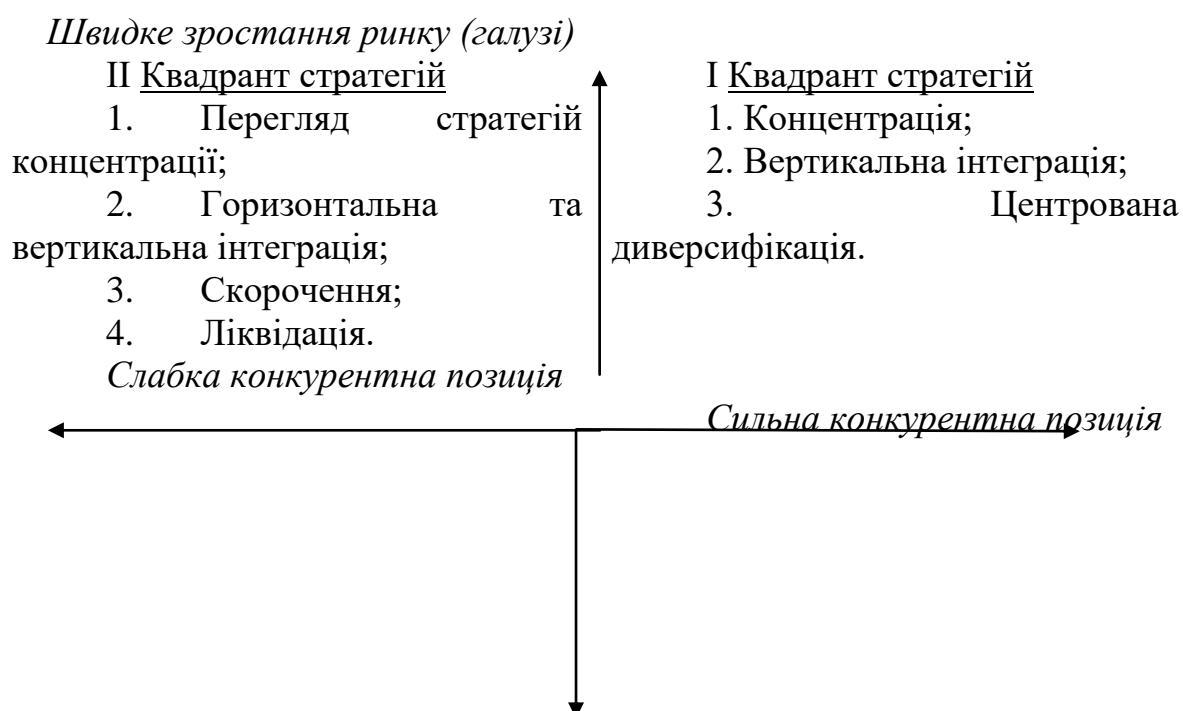 Швидке зростання ринку (галузі)
ІІ Квадрант стратегій
1. Перегляд стратегій
концентрації;
2. Горизонтальна та
вертикальна інтеграція;
3. Скорочення;
4. Ліквідація.
Слабка конкурентна позиція
І Квадрант стратегій
1. Концентрація;
2. Вертикальна інтеграція;
3. Центрована
диверсифікація.
Сильна конкурентна позиція